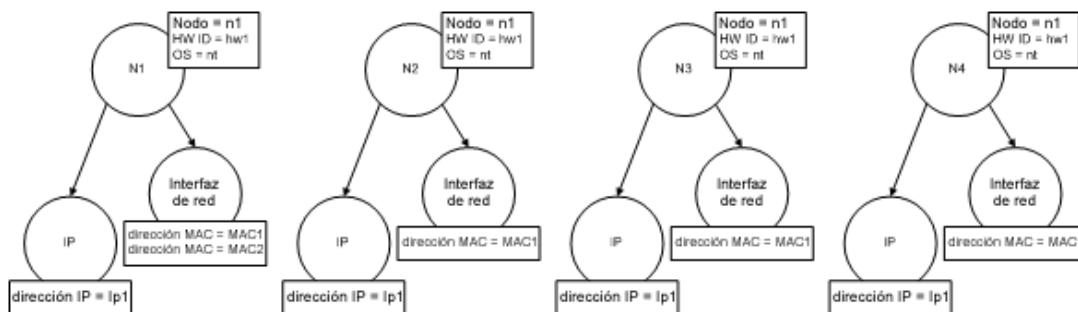 Nodo = n1
HW ID = hw1
OS = nt
N1
Interfaz
de red
dirección MAC = MAC1
dirección MAC = MAC2
IP
dirección IP = Ip1
Nodo = n1
HW ID = hw1
OS = nt
N2
Interfaz
de red
dirección MAC = MAC1
IP
dirección IP = Ip1
Nodo = n1
HW ID = hw1
OS = nt
N3
Interfaz
de red
dirección MAC = MAC1
IP
dirección IP = Ip1
Nodo = n1
HW ID = hw1
OS = nt
N4
Interfaz
de red
dirección MAC = MAC
IP
dirección IP = Ip1